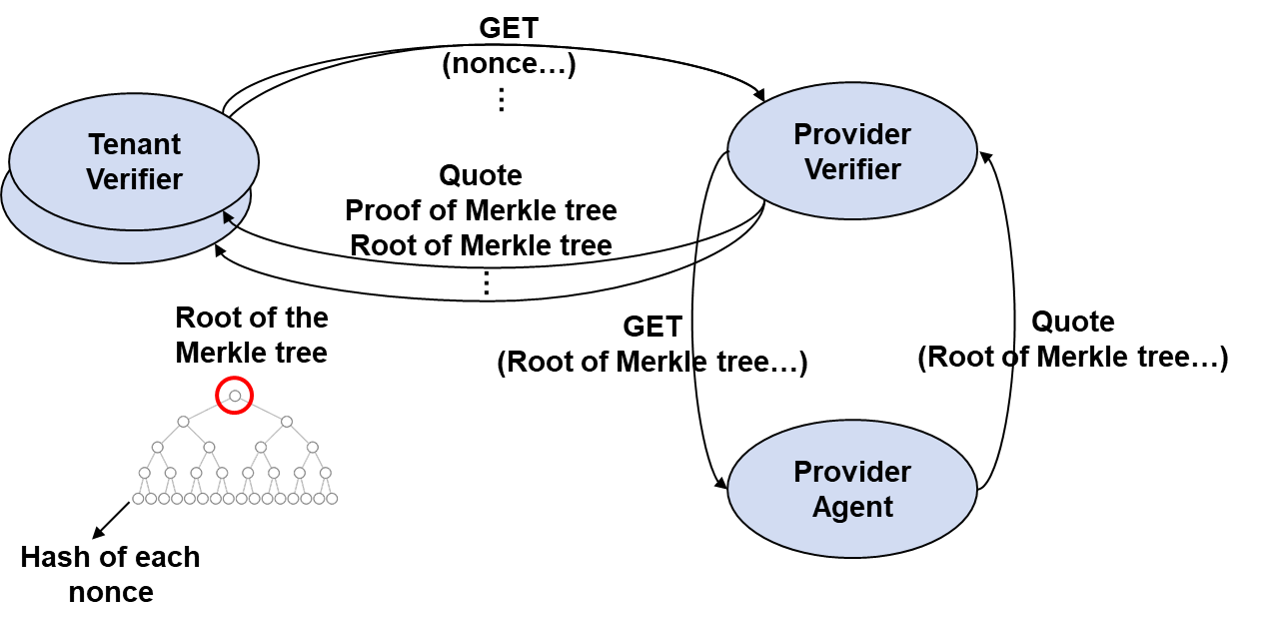 GET
(nonce…)
⋮
Tenant
Verifier
Provider
Verifier
Quote
Proof of Merkle tree
Root of Merkle tree
⋮
Root of the
Merkle tree
GET
(Root of Merkle tree…)
Quote
(Root of Merkle tree…)
Provider
Agent
Hash of each
nonce